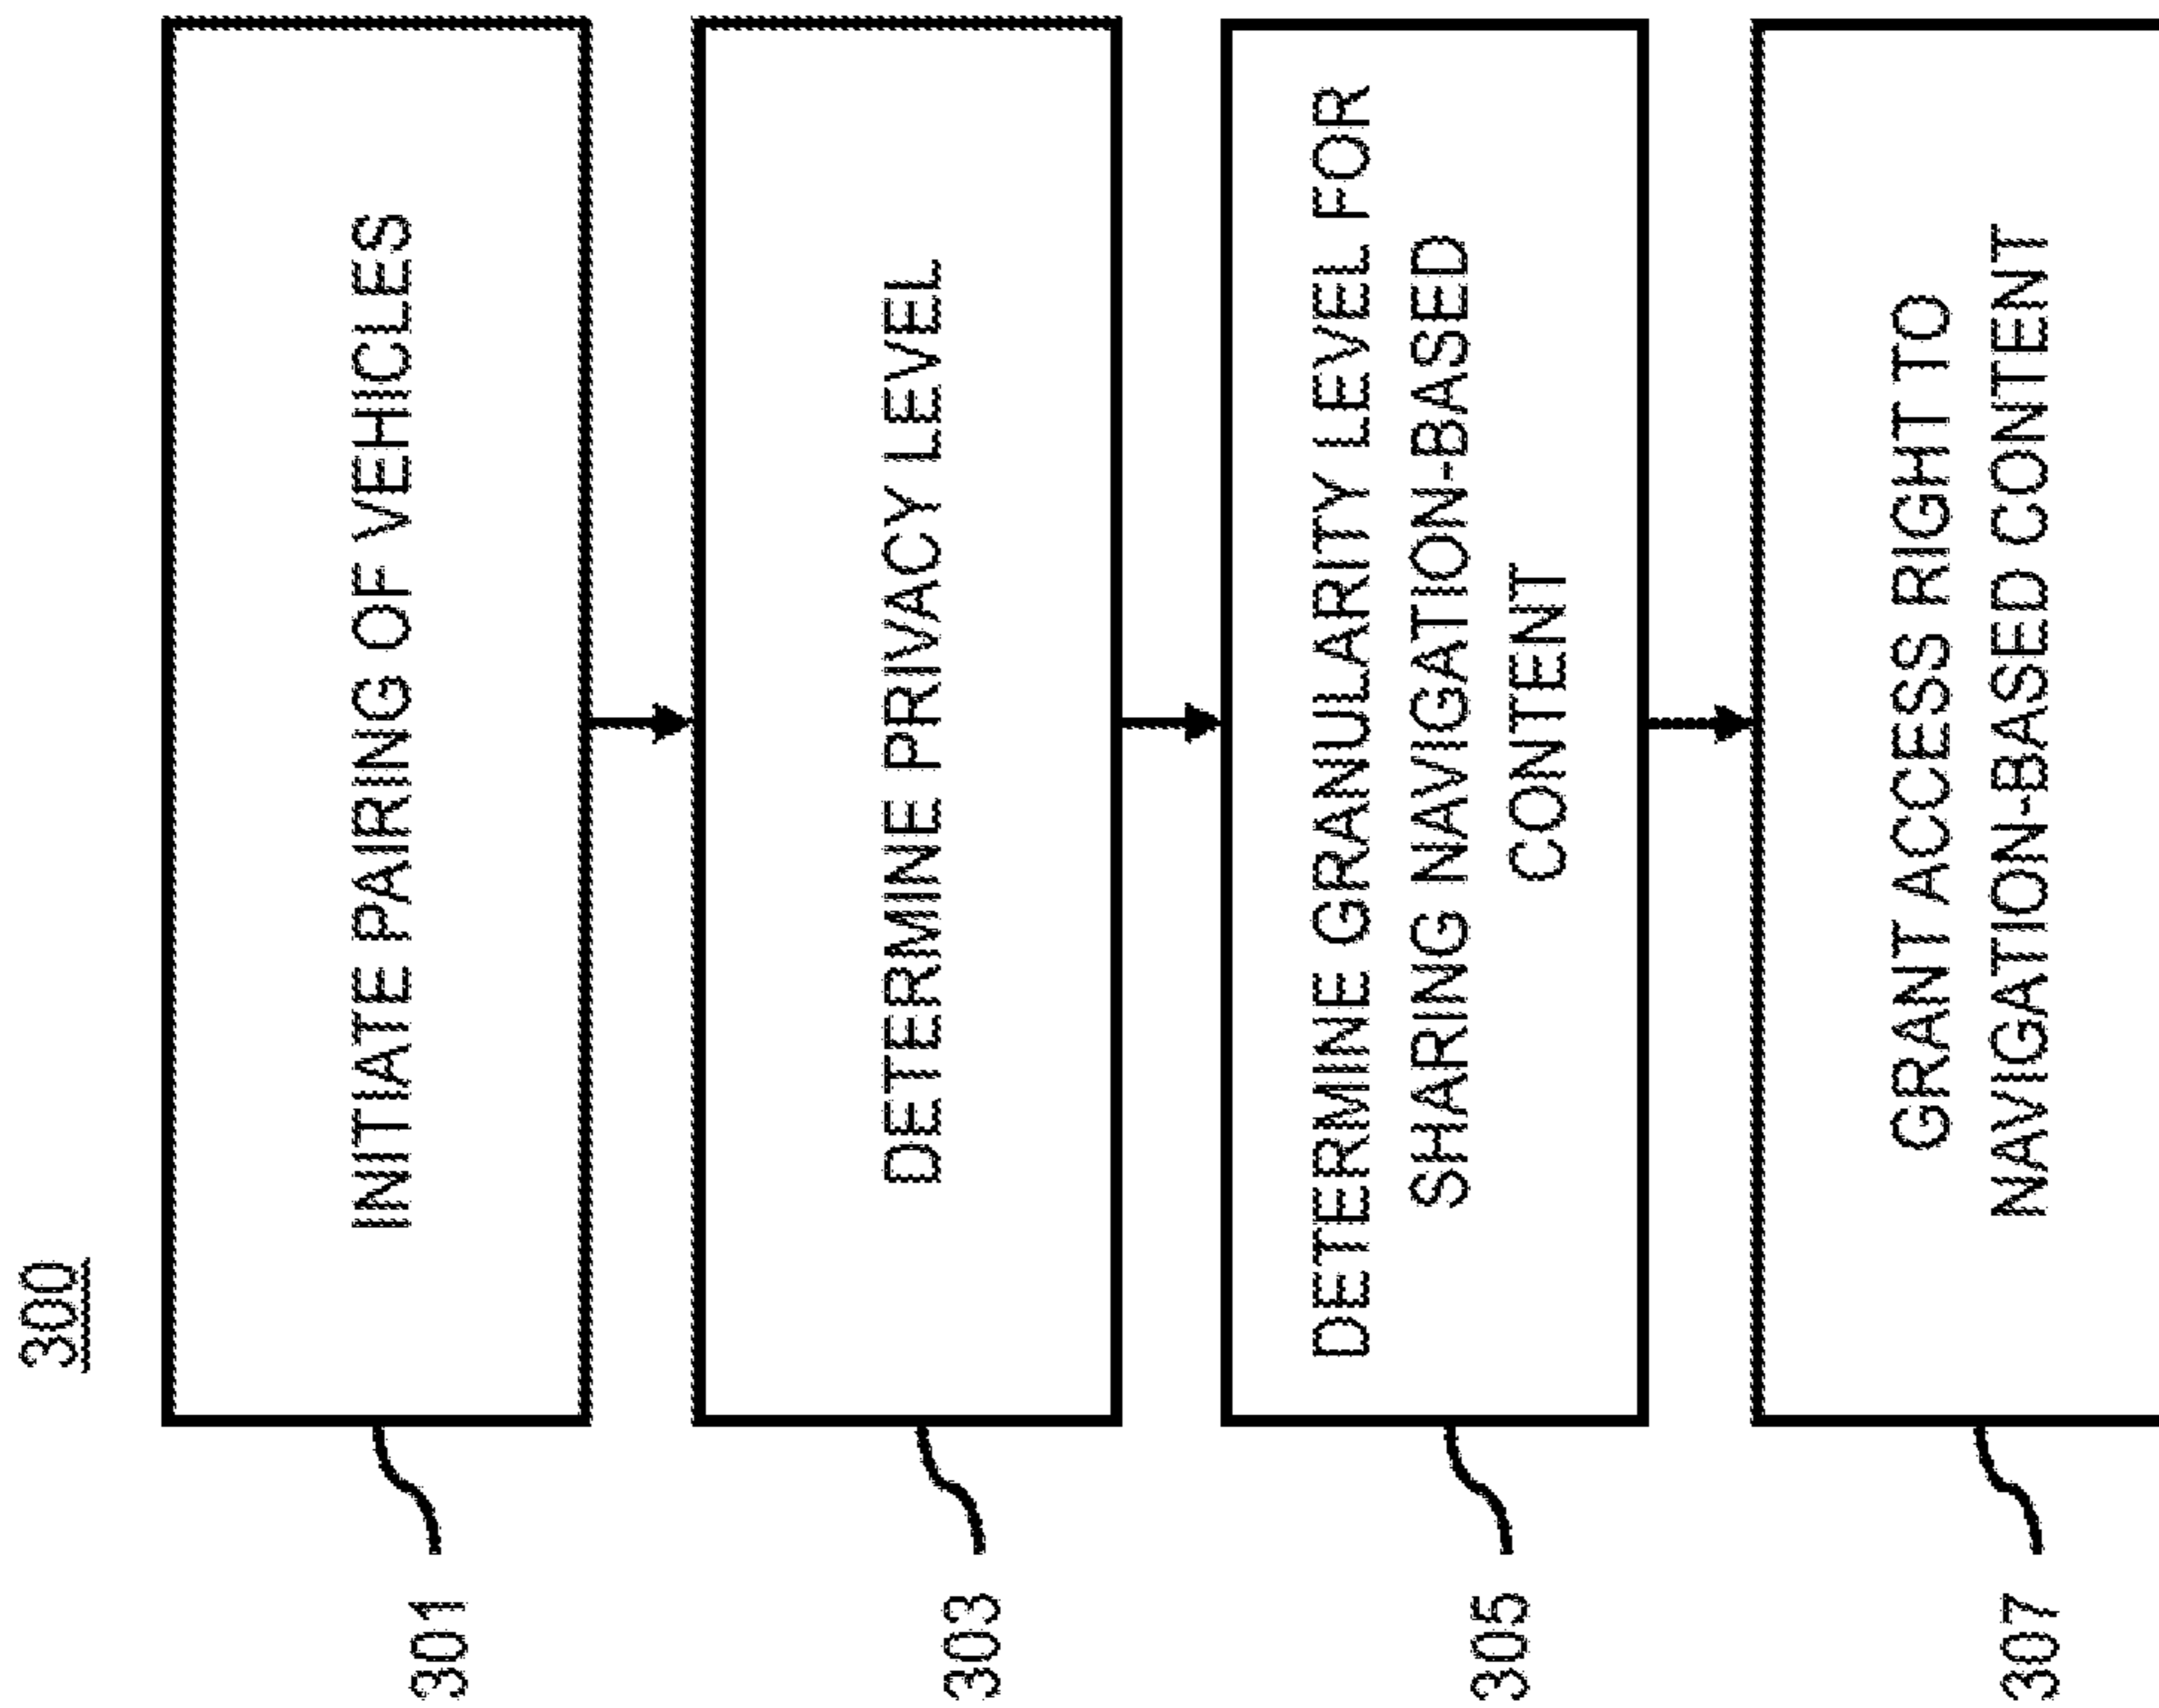 300
301
INITIATE PAIRING OF VEHICLES
303
DETERMINE PRIVACY LEVEL
305
DETERMINE GRANULARITY LEVEL FOR
SHARING NAVIGATION-BASED
CONTENT
307
GRANT ACCESS RIGHT TO
NAVIGATION-BASED CONTENT